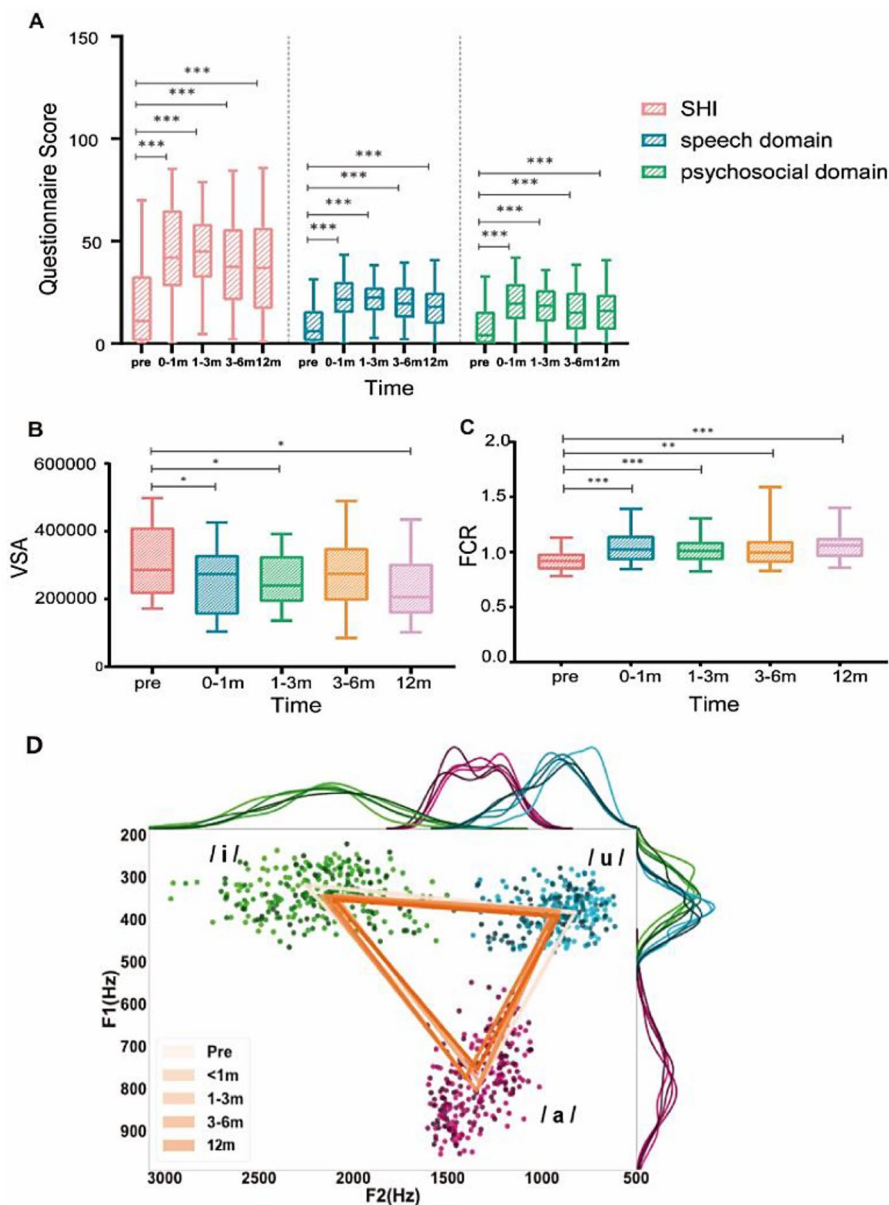 A
150
100
50
0
Questionnaire Score
***
***
***
***
***
***
***
***
***
***
***
***
SHI
speech domain
psychosocial domain
pre 0-1m 1-3m 3-6m 12m
pre 0-1m 1-3m 3-6m 12m
pre 0-1m 1-3m 3-6m 12m
Time
B
600000
400000
200000
0
VSA
*
*
*
pre 0-1m 1-3m 3-6m 12m
Time
C
2.0
1.5
1.0
0.5
0.0
FCR
***
**
***
***
pre 0-1m 1-3m 3-6m 12m
Time
D
200
300
400
500
600
700
800
900
F1(Hz)
/ i /
/ u /
/ a /
Pre
<1m
1-3m
3-6m
12m
3000 2500 2000 1500 1000 500
F2(Hz)